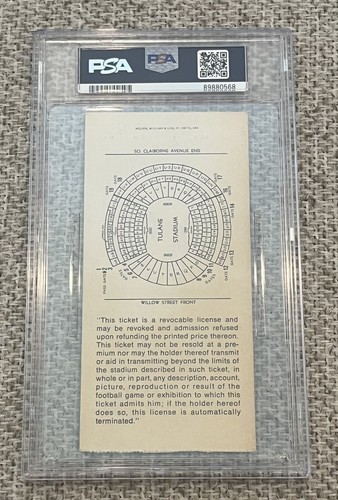 PSA
PSA
89880568
SO. CLAIBORNE AVENUE END
TULANE
STADIUM
WILLOW STREET FRONT
"This ticket is a revocable license and
may be revoked and admission refused
upon refunding the printed price thereon.
This ticket may not be resold at a pre-
mium nor may the holder thereof transmit
or aid in transmitting beyond the limits of
the stadium described in such ticket, in
whole or in part, any description, account,
picture, reproduction or result of the
football game or exhibition to which this
ticket admits him; if the holder hereof
does so, this license is automatically
terminated."